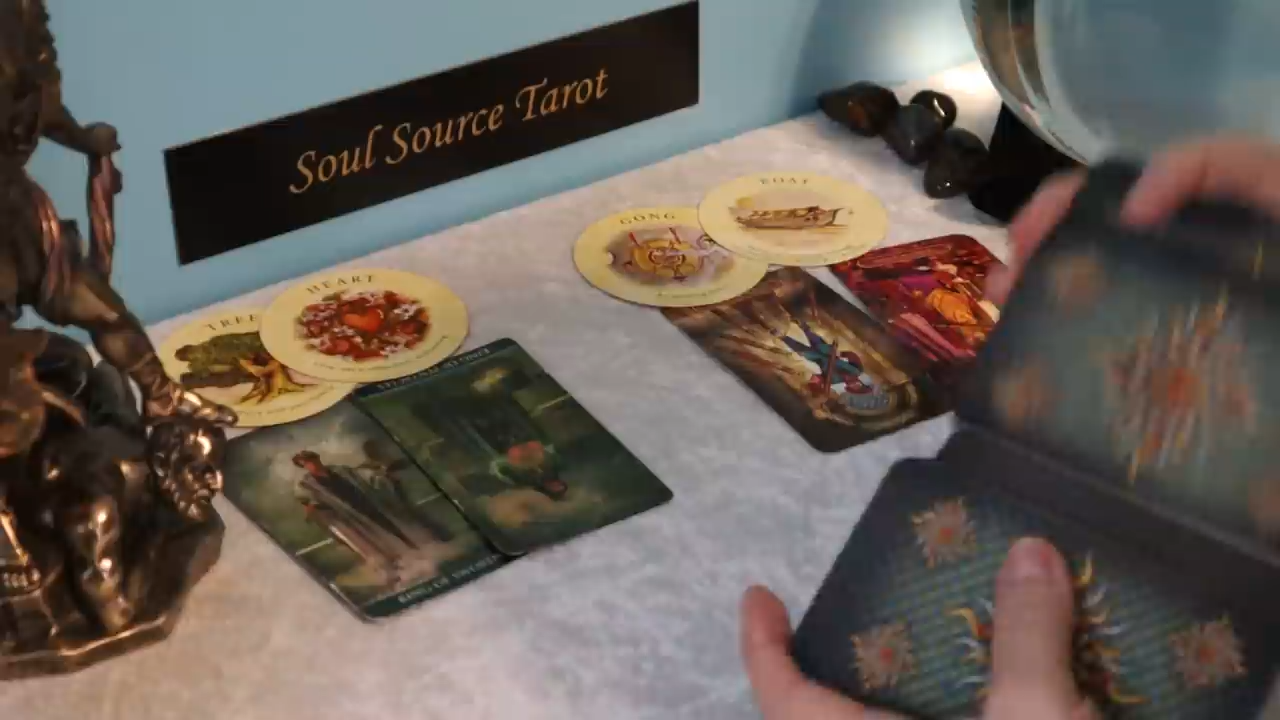 Soul Source Tarot
BOAT
GONG
HEART
TREE
KING OF SWORDS